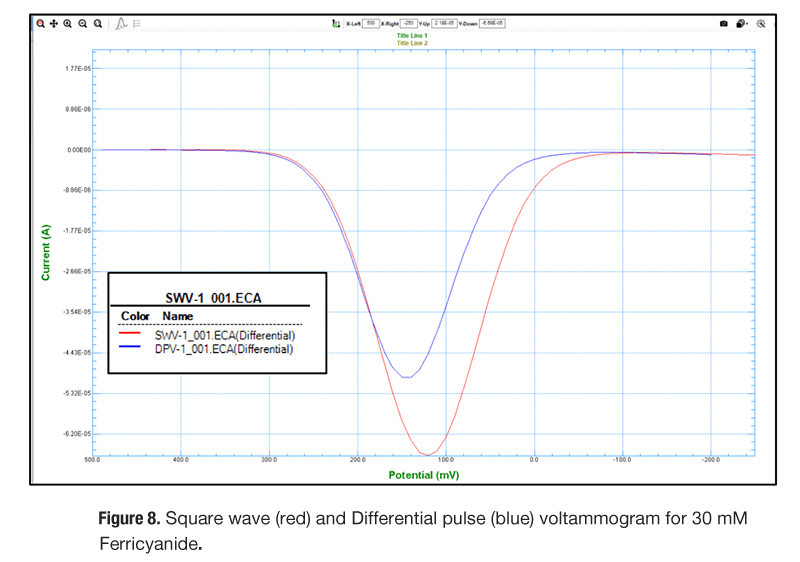 X-Left 500 X-Right -250 Y-Up 2.18E-05 Y-Down -6.68E-05
Title Line 1
Title Line 2
1.77E-05
0.86E-06
0.00E00
-8.86E-06
-1.77E-05
-2.66E-05
-3.54E-05
-4.43E-05
-5.32E-05
-6.20E-05
Current (A)
SWV-1_001.ECA
Color Name
SWV-1_001.ECA(Differential)
DPV-1_001.ECA(Differential)
500.0 400.0 300.0 200.0 100.0 0.0 -100.0 -200.0
Potential (mV)
Figure 8. Square wave (red) and Differential pulse (blue) voltammogram for 30 mM
Ferricyanide.